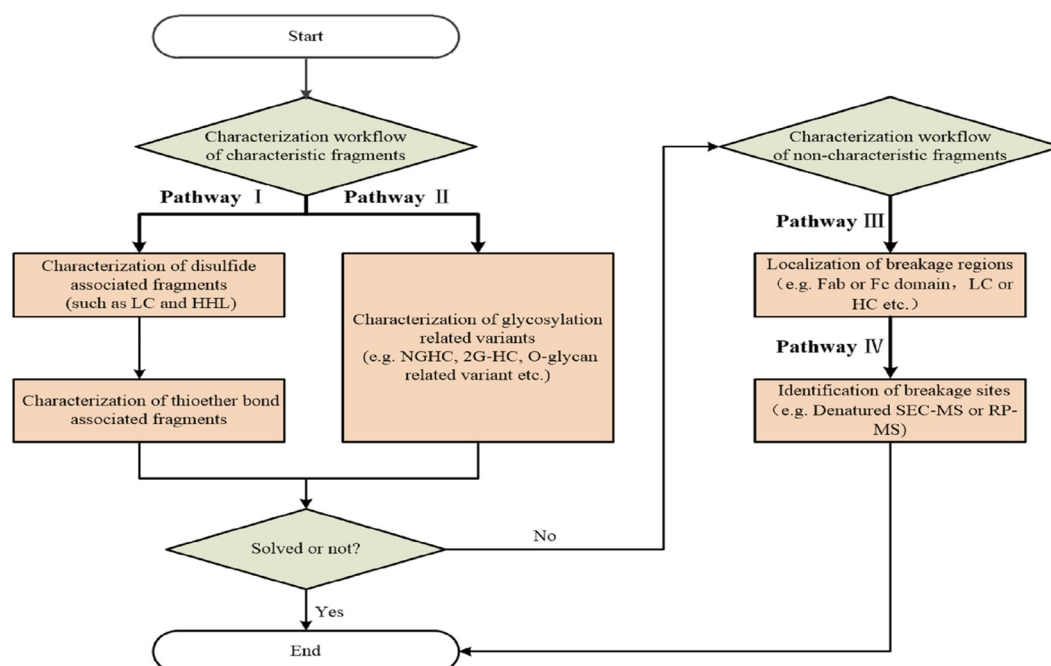 Start
Characterization workflow
of characteristic fragments
Pathway Ⅰ
Pathway Ⅱ
Characterization of disulfide
associated fragments
(such as LC and HHL)
Characterization of thioether bond
associated fragments
Characterization of glycosylation
related variants
(e.g. NGHC, 2G-HC, O-glycan
related variant etc.)
Solved or not?
No
Yes
End
Characterization workflow
of non-characteristic fragments
Pathway Ⅲ
Localization of breakage regions
（e.g. Fab or Fc domain，LC or
HC etc.）
Pathway Ⅳ
Identification of breakage sites
（e.g. Denatured SEC-MS or RP-
MS)